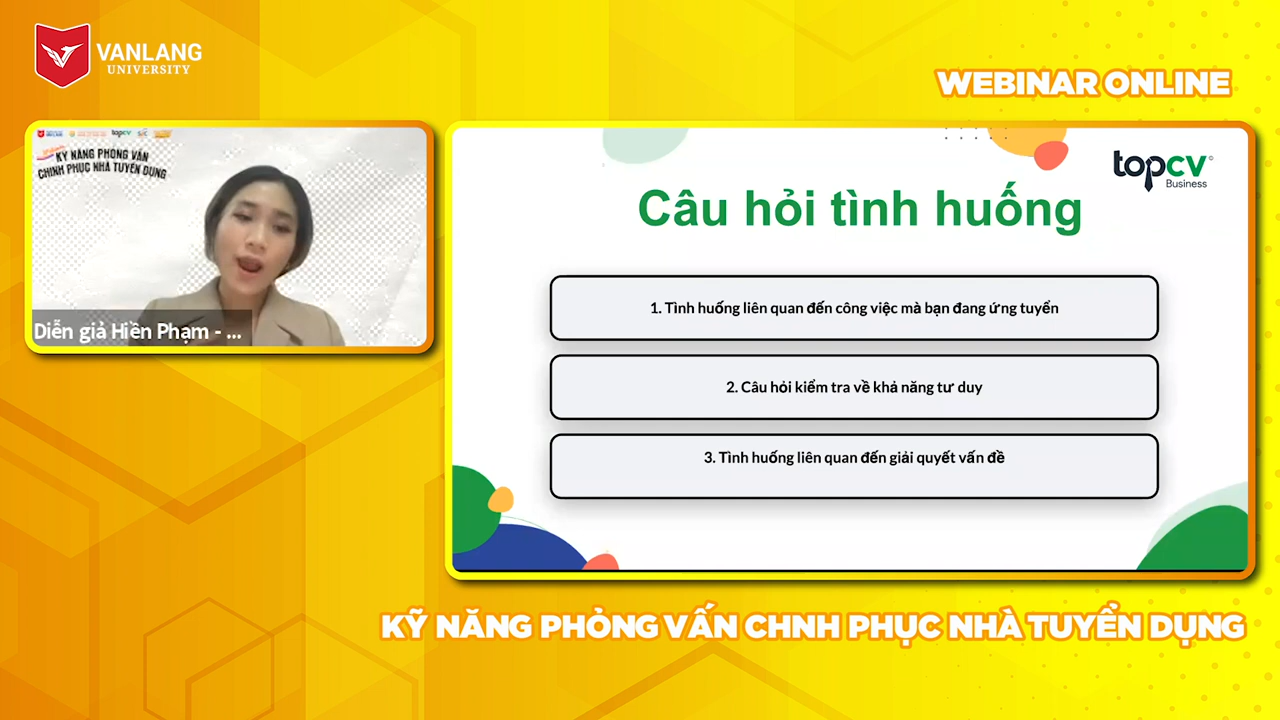 VANLANG
UNIVERSITY
WEBINAR ONLINE
topcv
KỸ NĂNG PHỎNG VẤN
CHINH PHỤC NHÀ TUYỂN DỤNG
Diễn giả Hiền Phạm - ...
topcv
Business
Câu hỏi tình huống
1. Tình huống liên quan đến công việc mà bạn đang ứng tuyển
2. Câu hỏi kiểm tra về khả năng tư duy
3. Tình huống liên quan đến giải quyết vấn đề
KỸ NĂNG PHỎNG VẤN CHNH PHỤC NHÀ TUYỂN DỤNG